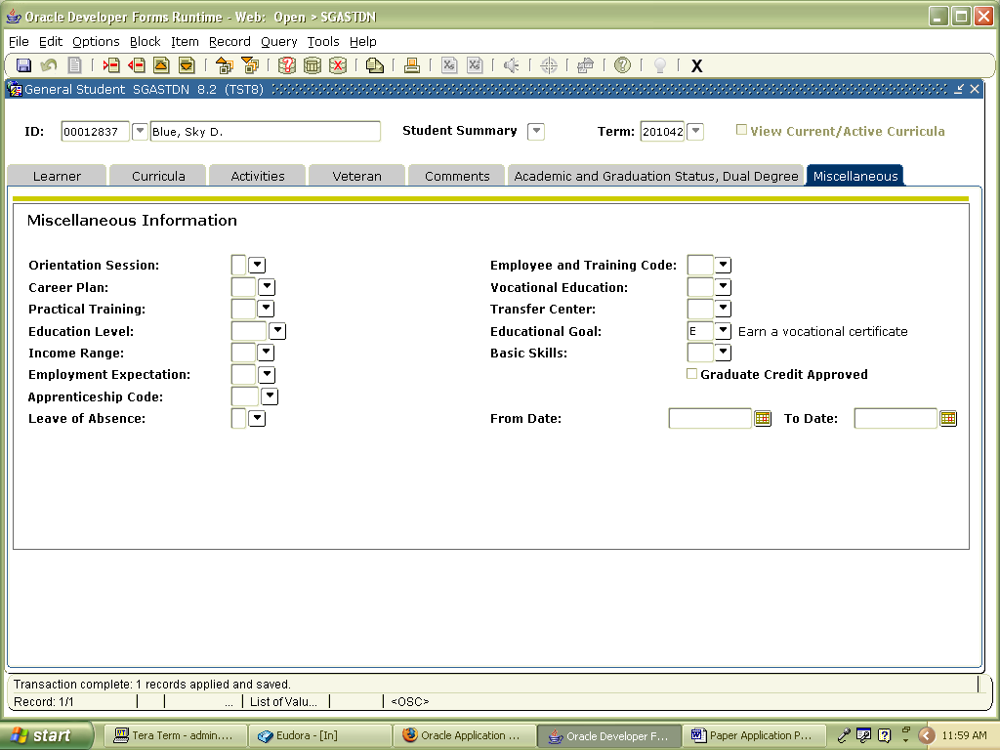 Oracle Developer Forms Runtime - Web: Open > SGASTDN
File Edit Options Block Item Record Query Tools Help
X
General Student SGASTDN 8.2 (TST8)
ID: 00012837 Blue, Sky D. Student Summary Term: 201042 View Current/Active Curricula
Learner Curricula Activities Veteran Comments Academic and Graduation Status, Dual Degree Miscellaneous
Miscellaneous Information
Orientation Session: Employee and Training Code:
Career Plan: Vocational Education:
Practical Training: Transfer Center:
Education Level: Educational Goal: E Earn a vocational certificate
Income Range: Basic Skills:
Employment Expectation: Graduate Credit Approved
Apprenticeship Code:
Leave of Absence: From Date: To Date:
Transaction complete: 1 records applied and saved.
Record: 1/1 ... List of Valu... <OSC>
start Tera Term - admin.... Eudora - [In] Oracle Application ... Oracle Developer F... Paper Application P... 11:59 AM